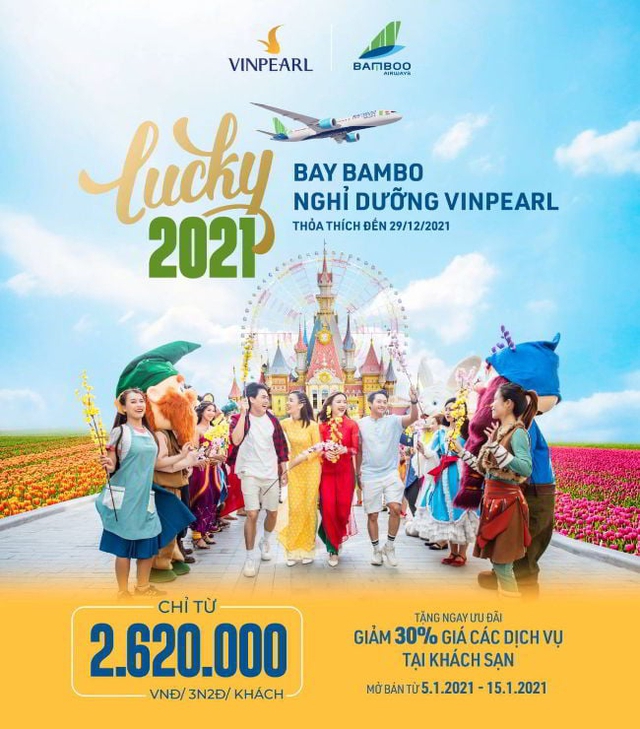 VINPEARL
BAMBOO
AIRWAYS
Lucky
2021
BAY BAMBO
NGHỈ DƯỠNG VINPEARL
THỎA THÍCH ĐẾN 29/12/2021
CHỈ TỪ
2.620.000
VNĐ/ 3N2Đ/ KHÁCH
TẶNG NGAY ƯU ĐÃI
GIẢM 30% GIÁ CÁC DỊCH VỤ
TẠI KHÁCH SẠN
MỞ BÁN TỪ 5.1.2021 - 15.1.2021